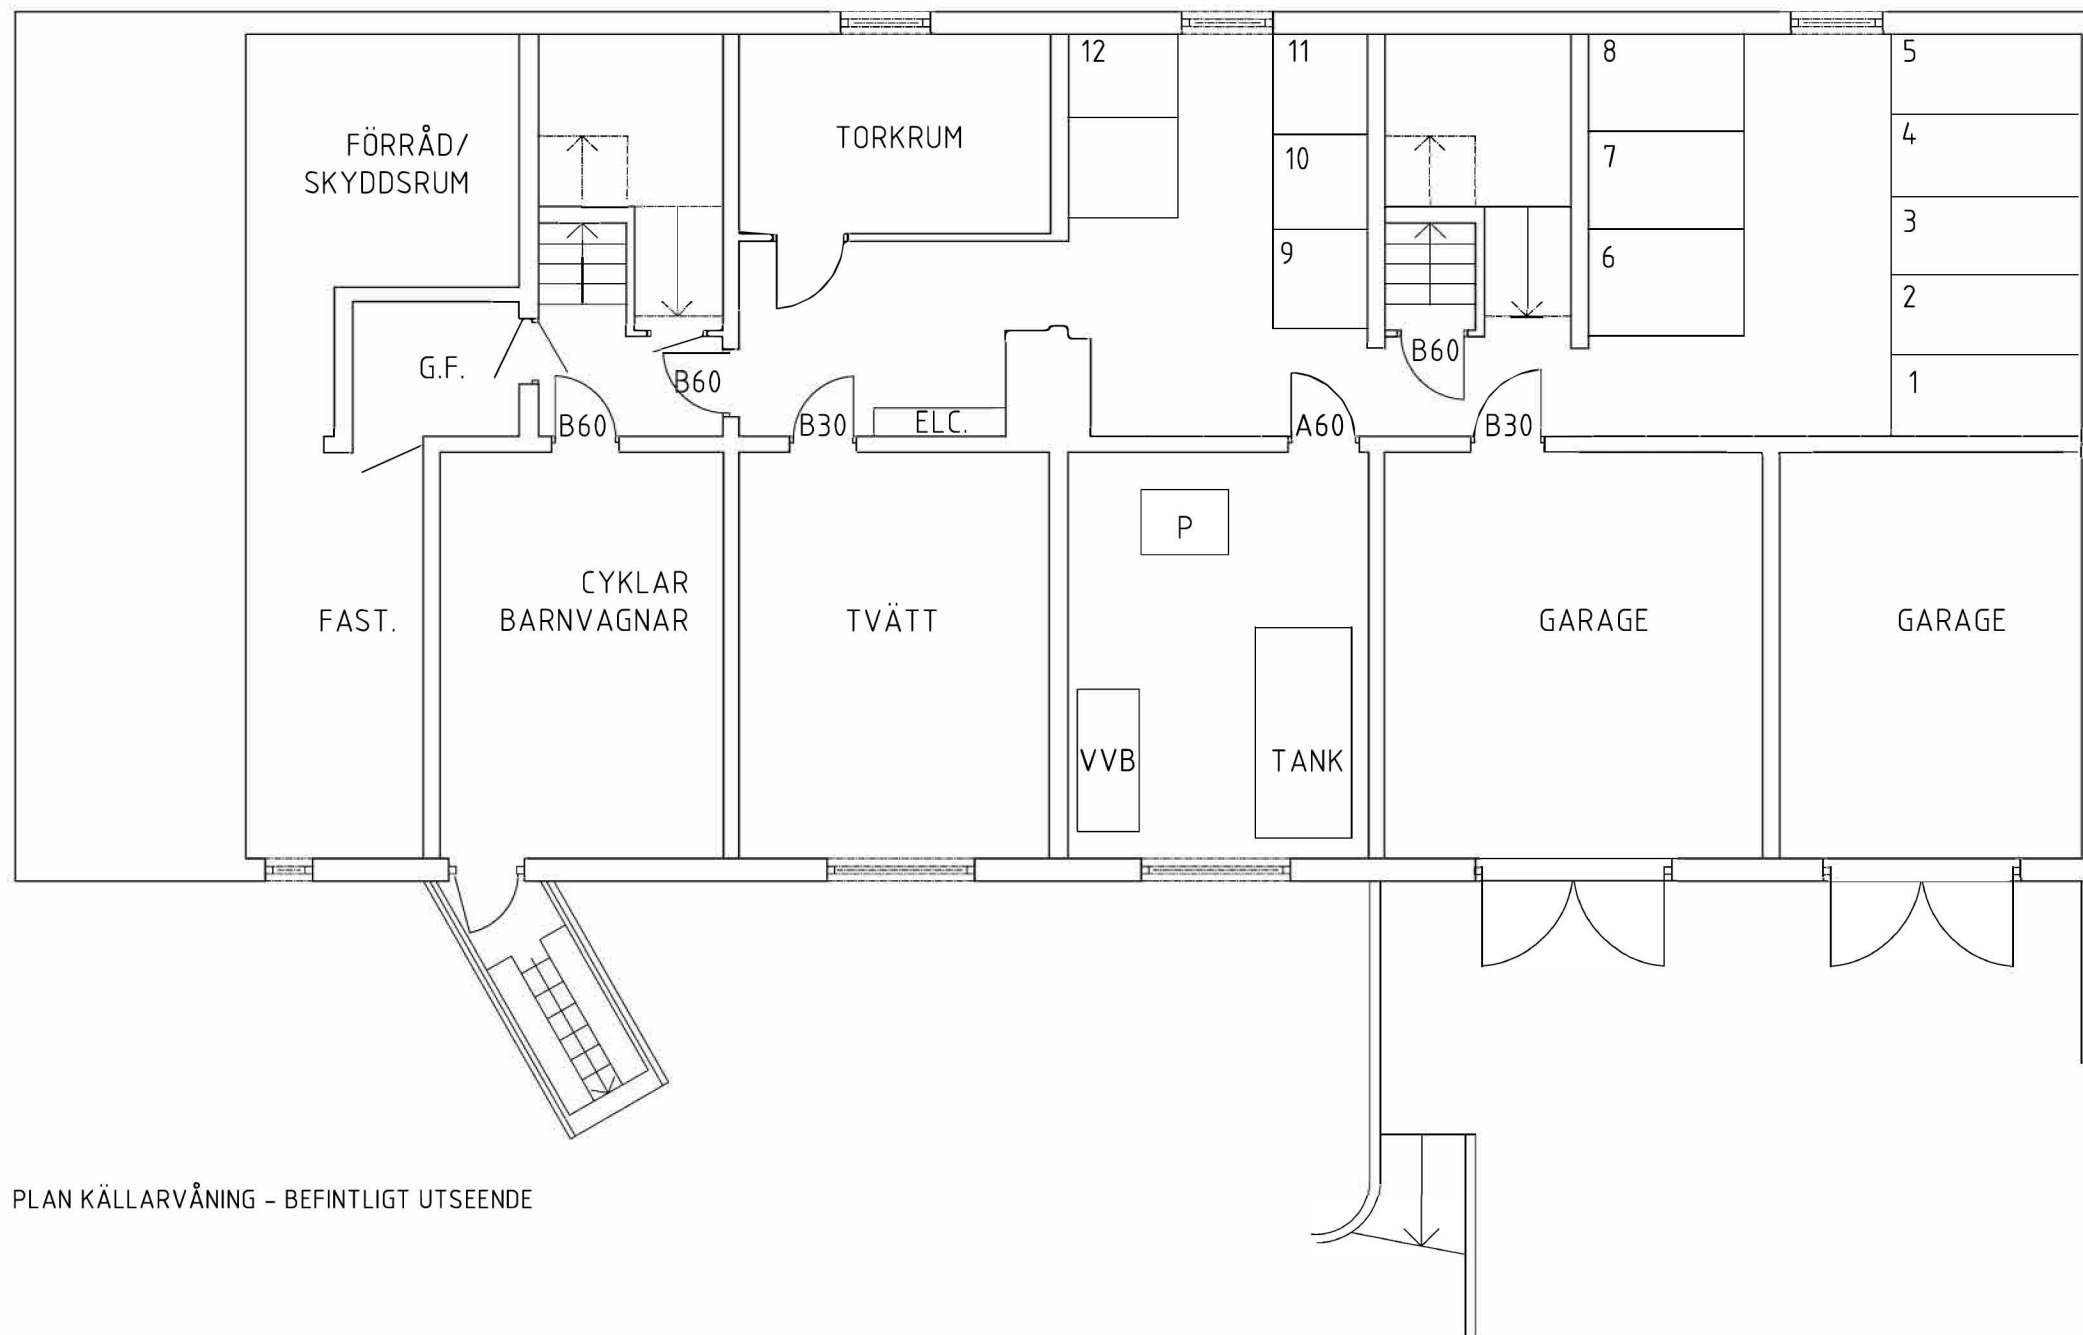 12
11
8
5
FÖRRÅD/
SKYDDSRUM
TORKRUM
10
7
4
9
6
3
2
G.F.
B60
B60
1
B60
B30
ELC.
A60
B30
P
CYKLAR
BARNVAGNAR
FAST.
TVÄTT
GARAGE
GARAGE
VVB
TANK
PLAN KÄLLARVÅNING - BEFINTLIGT UTSEENDE